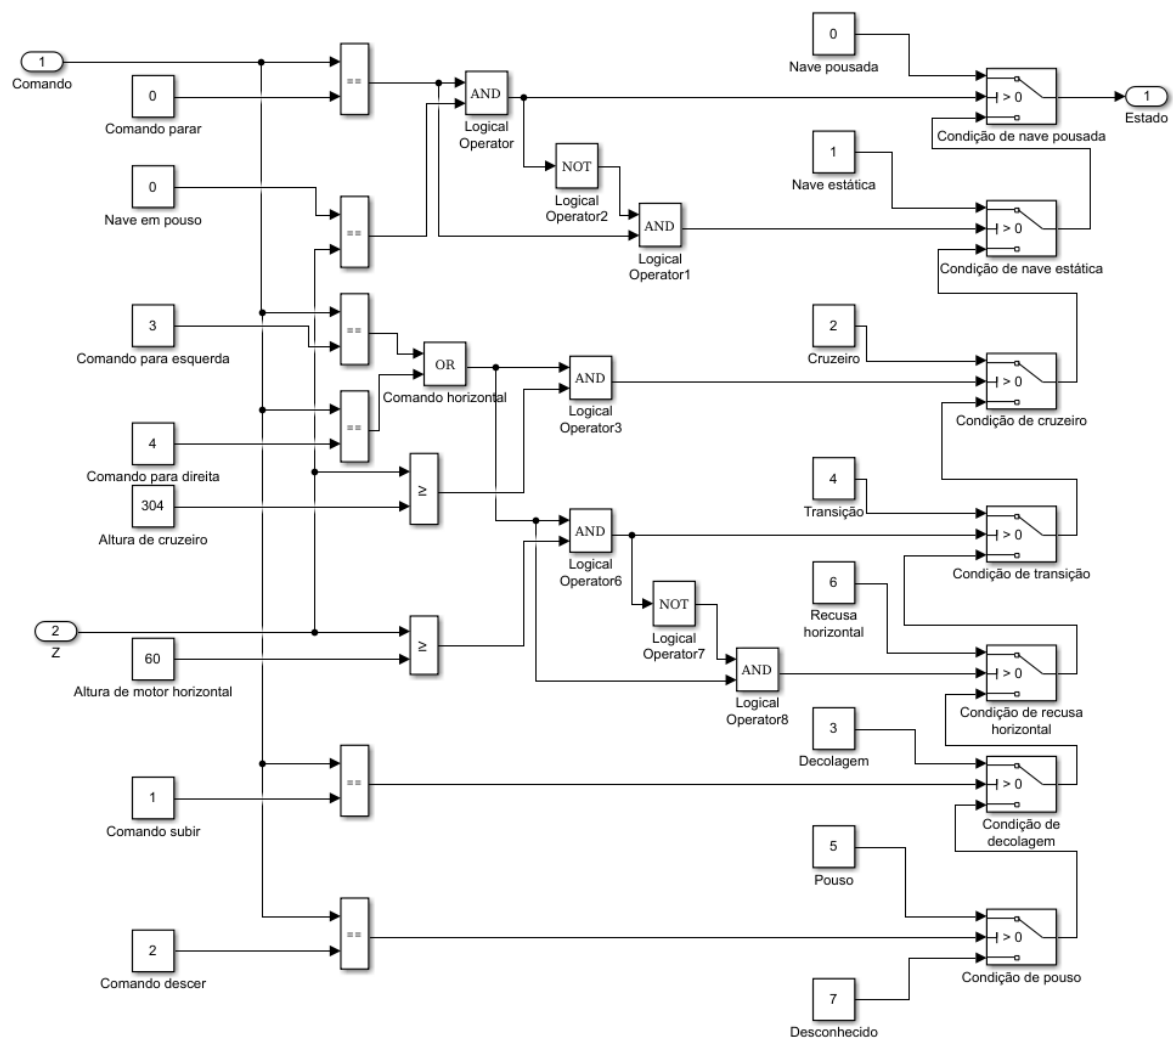 0
Nave pousada
1
Comando
==
> 0
1
Estado
0
Comando parar
AND
Logical
Operator
Condição de nave pousada
NOT
Logical
Operator2
1
Nave estática
0
Nave em pouso
==
AND
Logical
Operator1
> 0
Condição de nave estática
3
Comando para esquerda
==
2
Cruzeiro
OR
Comando horizontal
AND
Logical
Operator3
> 0
Condição de cruzeiro
==
4
Comando para direita
≥
304
Altura de cruzeiro
4
Transição
AND
Logical
Operator6
> 0
Condição de transição
6
Recusa
horizontal
NOT
Logical
Operator7
2
Z
≥
60
Altura de motor horizontal
AND
Logical
Operator8
> 0
Condição de recusa
horizontal
3
Decolagem
==
> 0
Condição de
decolagem
1
Comando subir
5
Pouso
==
2
Comando descer
> 0
Condição de pouso
7
Desconhecido